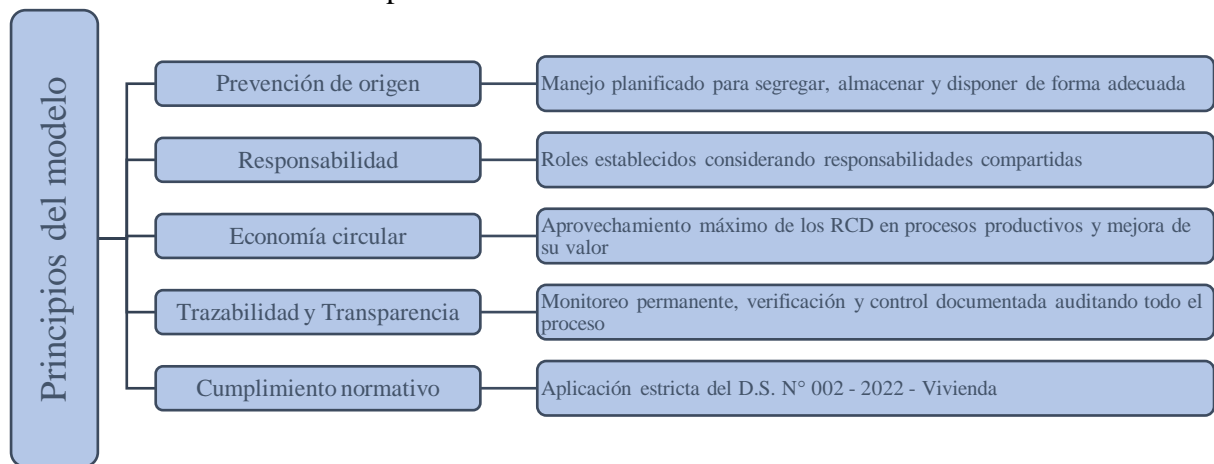 Principios del modelo
Prevención de origen
Manejo planificado para segregar, almacenar y disponer de forma adecuada
Responsabilidad
Roles establecidos considerando responsabilidades compartidas
Economía circular
Aprovechamiento máximo de los RCD en procesos productivos y mejora de
su valor
Trazabilidad y Transparencia
Monitoreo permanente, verificación y control documentada auditando todo el
proceso
Cumplimiento normativo
Aplicación estricta del D.S. N° 002 - 2022 - Vivienda